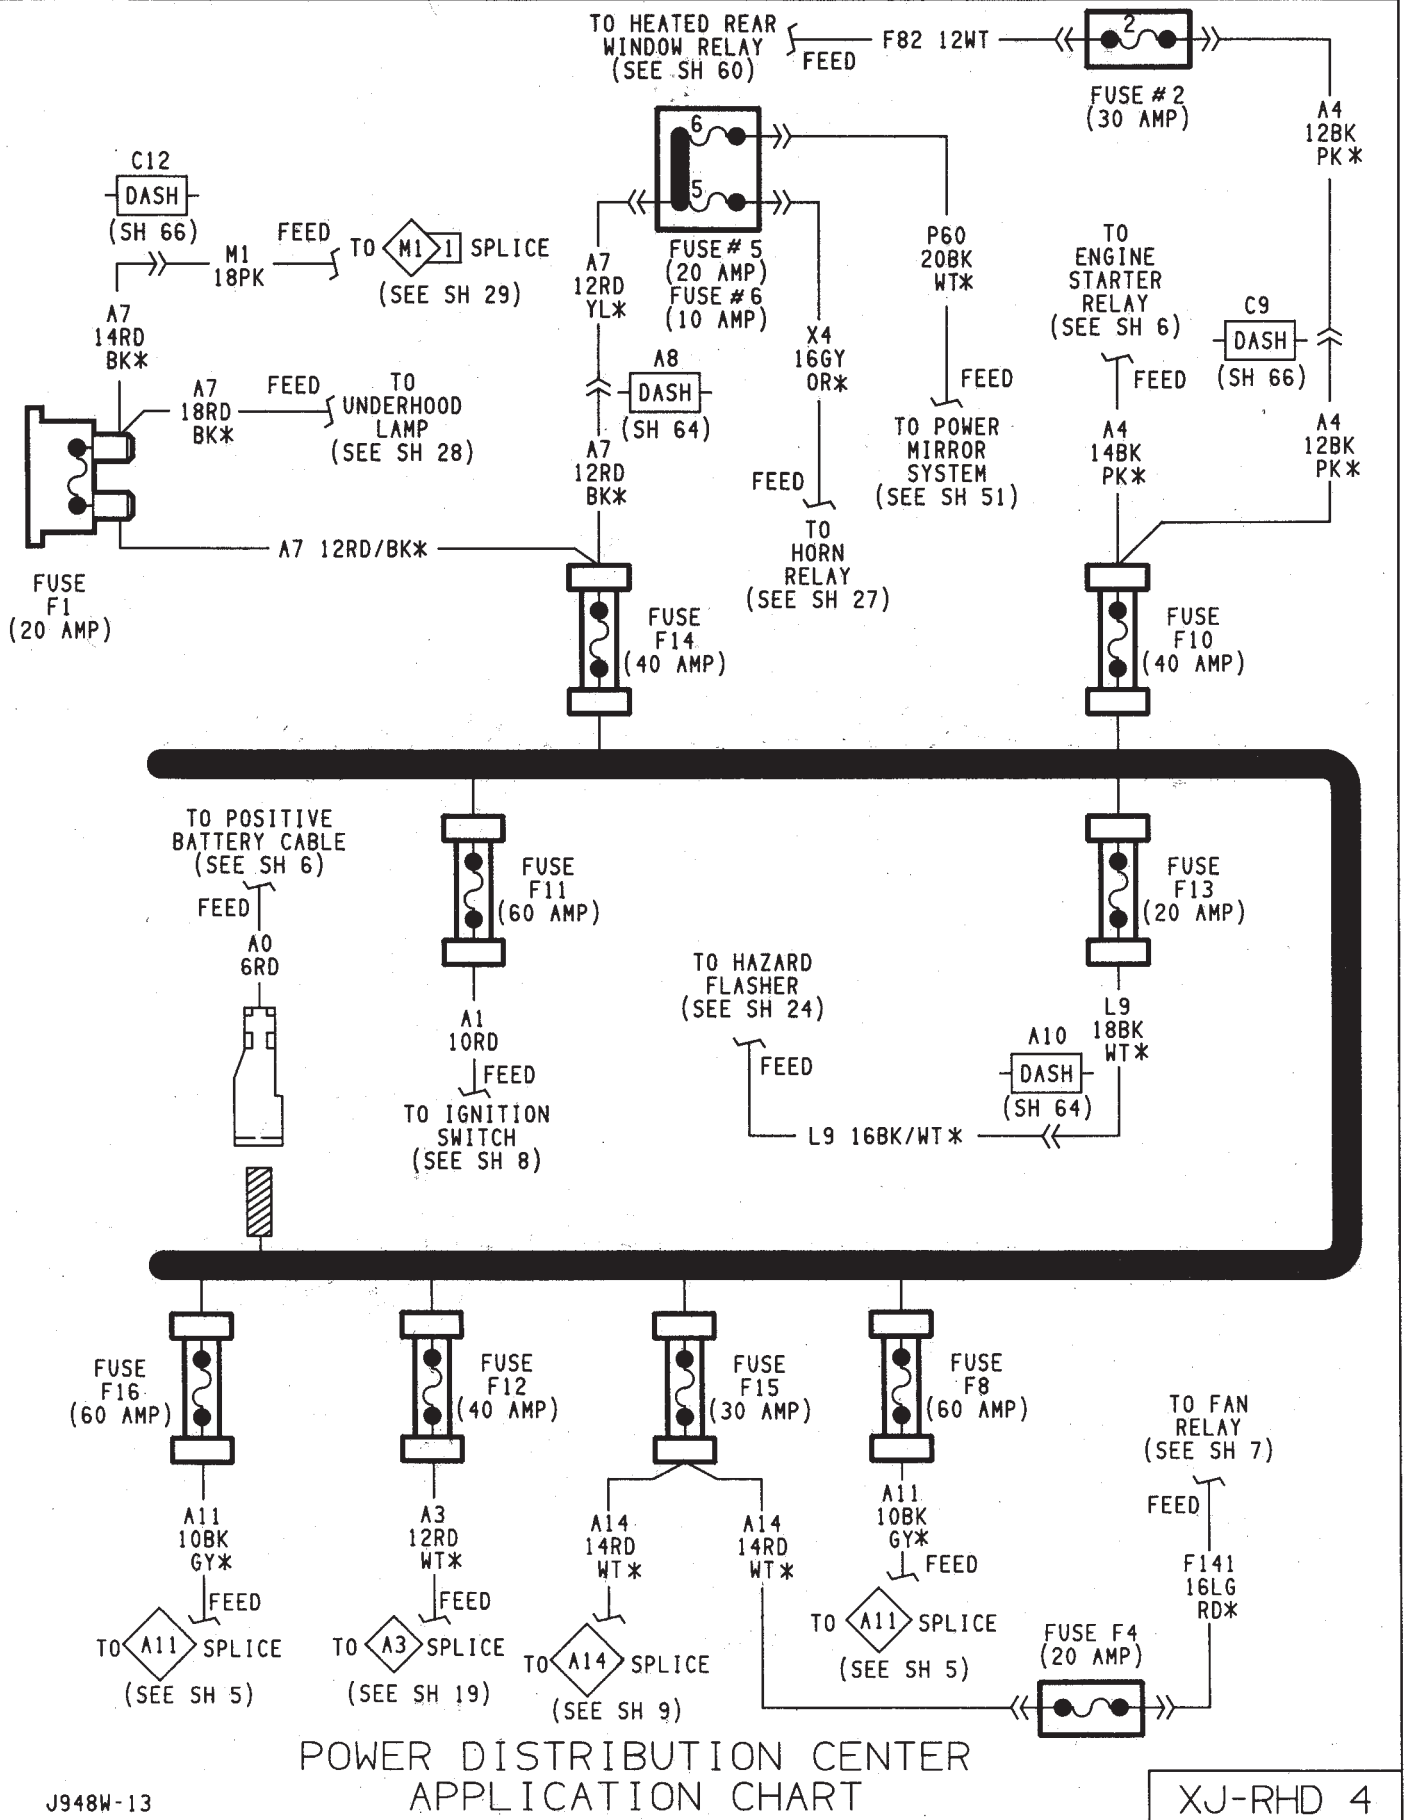 TO HEATED REAR
WINDOW RELAY
(SEE SH 60)
FEED
F82 12WT
2
FUSE # 2
(30 AMP)
A4
12BK
PK*
C12
DASH
(SH 66)
M1
18PK
FEED
TO M1 1 SPLICE
(SEE SH 29)
A7
14RD
BK*
A7
18RD
BK*
FEED
TO
UNDERHOOD
LAMP
(SEE SH 28)
FUSE
F1
(20 AMP)
A7 12RD/BK*
6
5
FUSE # 5
(20 AMP)
FUSE # 6
(10 AMP)
A7
12RD
YL*
A8
DASH
(SH 64)
A7
12RD
BK*
X4
16GY
OR*
FEED
TO
HORN
RELAY
(SEE SH 27)
P60
20BK
WT*
FEED
TO POWER
MIRROR
SYSTEM
(SEE SH 51)
TO
ENGINE
STARTER
RELAY
(SEE SH 6)
FEED
A4
14BK
PK*
C9
DASH
(SH 66)
A4
12BK
PK*
FUSE
F14
(40 AMP)
FUSE
F10
(40 AMP)
TO POSITIVE
BATTERY CABLE
(SEE SH 6)
FEED
A0
6RD
FUSE
F11
(60 AMP)
A1
10RD
FEED
TO IGNITION
SWITCH
(SEE SH 8)
FUSE
F13
(20 AMP)
L9
18BK
WT*
A10
DASH
(SH 64)
TO HAZARD
FLASHER
(SEE SH 24)
FEED
L9 16BK/WT*
FUSE
F16
(60 AMP)
A11
10BK
GY*
FEED
TO A11 SPLICE
(SEE SH 5)
FUSE
F12
(40 AMP)
A3
12RD
WT*
FEED
TO A3 SPLICE
(SEE SH 19)
FUSE
F15
(30 AMP)
A14
14RD
WT*
TO A14 SPLICE
(SEE SH 9)
A14
14RD
WT*
FUSE
F8
(60 AMP)
A11
10BK
GY*
FEED
TO A11 SPLICE
(SEE SH 5)
TO FAN
RELAY
(SEE SH 7)
FEED
F141
16LG
RD*
FUSE F4
(20 AMP)
POWER DISTRIBUTION CENTER
APPLICATION CHART
J948W-13
XJ-RHD 4